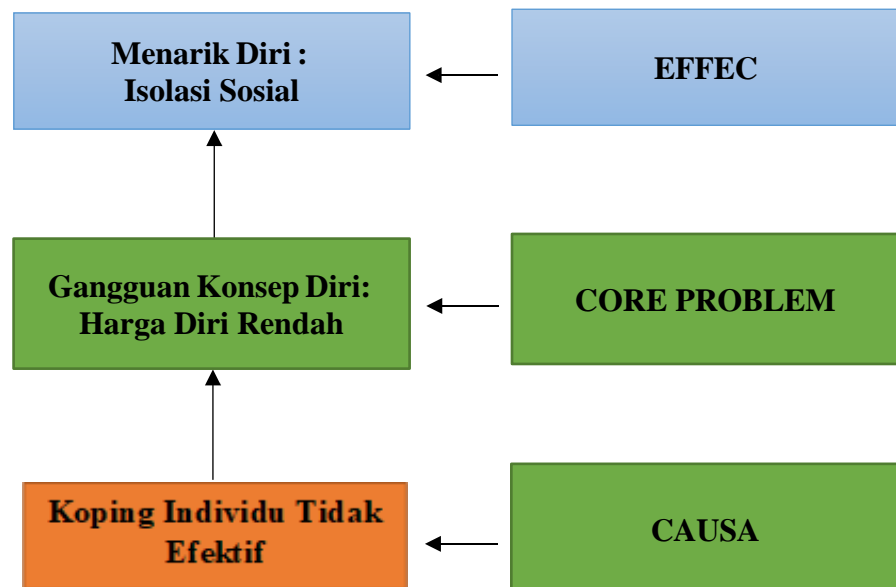 Menarik Diri :
Isolasi Sosial
EFFEC
Gangguan Konsep Diri:
Harga Diri Rendah
CORE PROBLEM
Koping Individu Tidak
Efektif
CAUSA